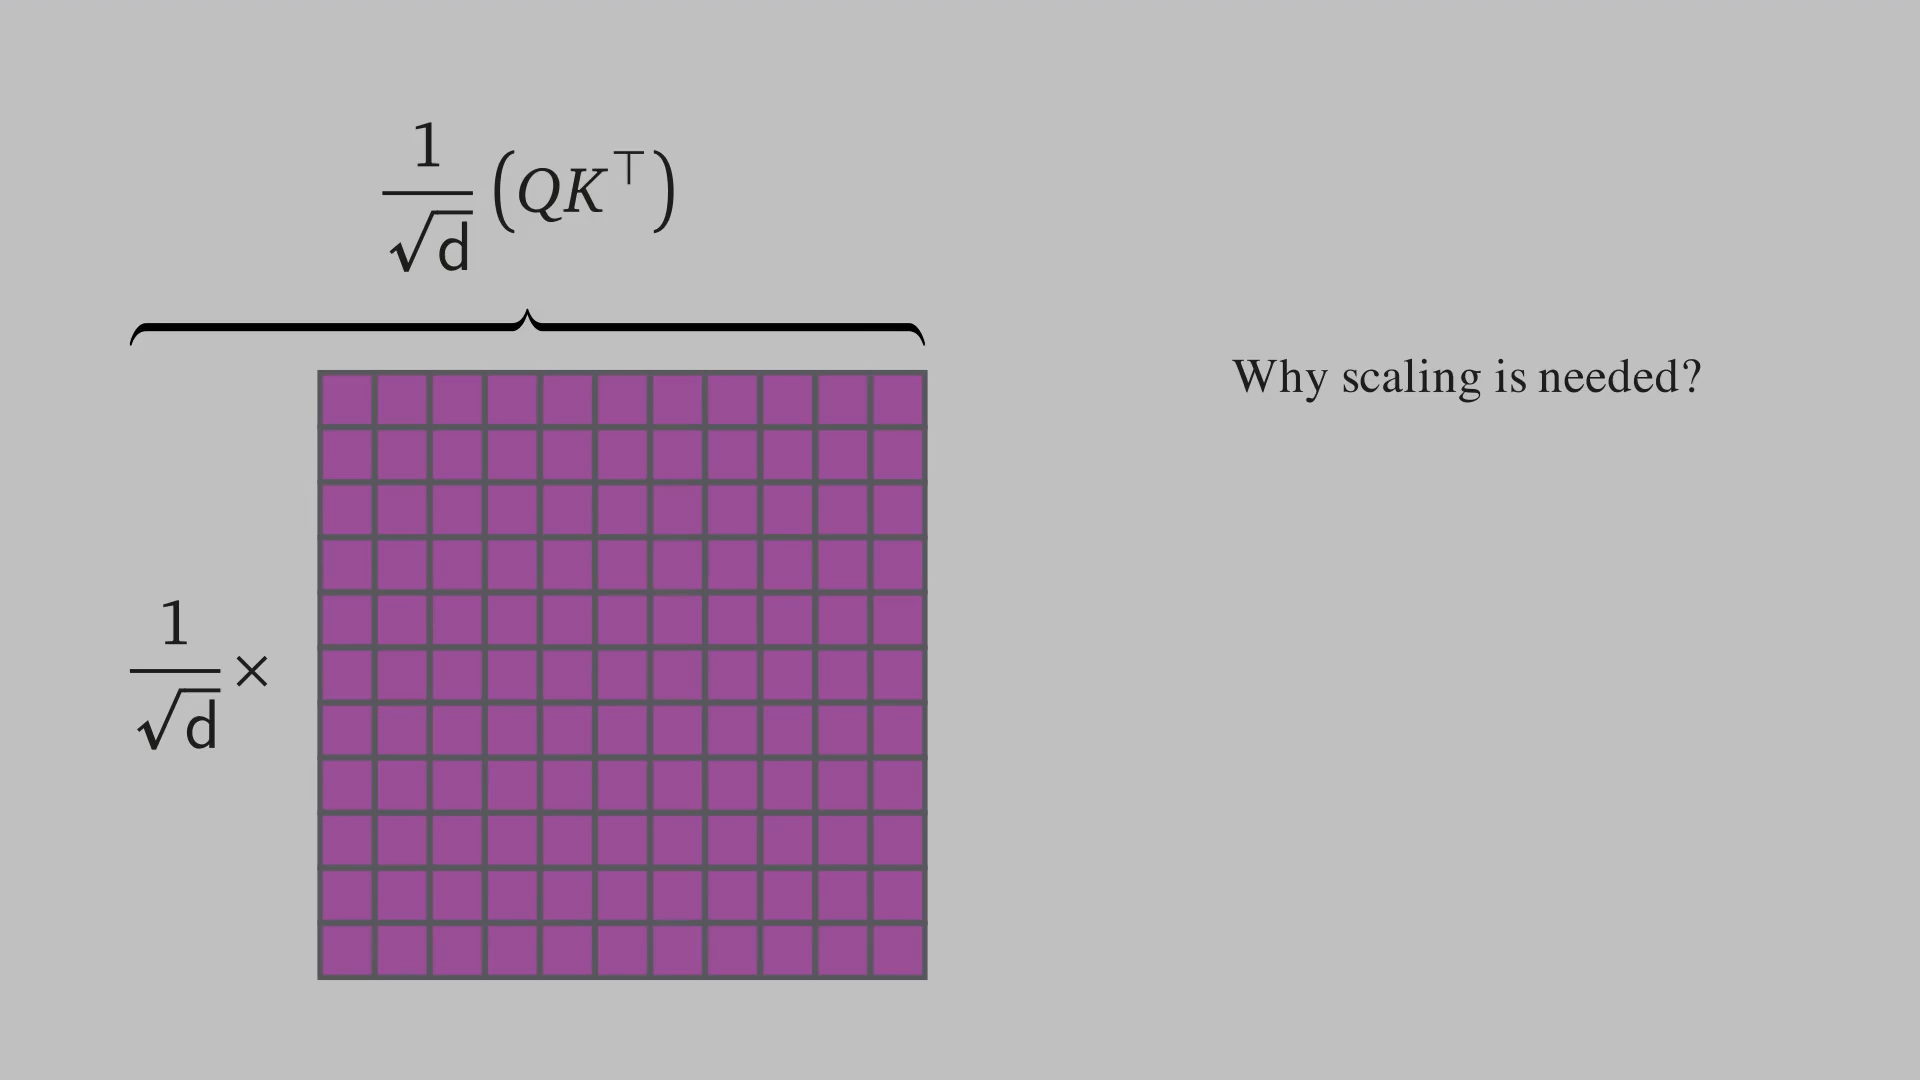 1/√d (QK⊤)
Why scaling is needed?
1/√d ×